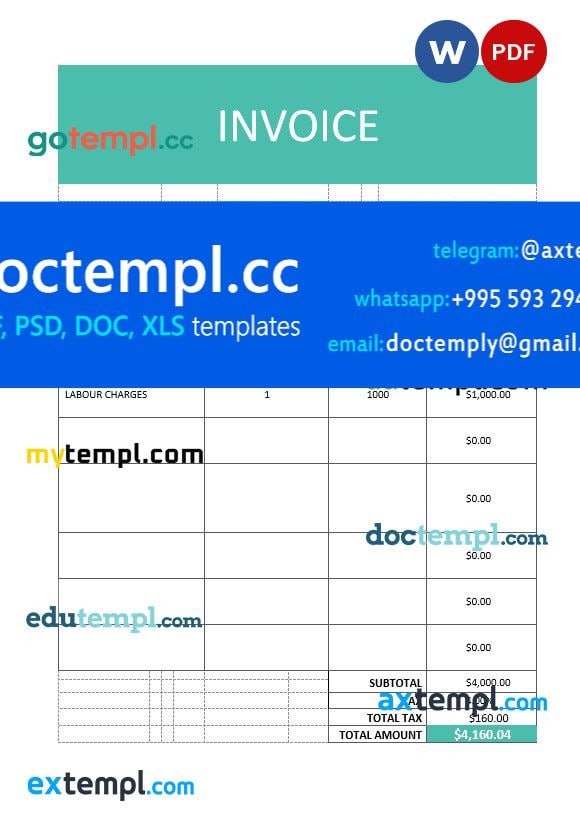 W PDF
INVOICE
gotempl.cc
octempl.cc
telegram:@axte
whatsapp:+995 593 294
email:doctemply@gmail.
, PSD, DOC, XLS templates
LABOUR CHARGES 1 1000 $1,000.00
$0.00
mytempl.com
$0.00
doctempl.com
$0.00
$0.00
edutempl.com
$0.00
SUBTOTAL $4,000.00
axtempl.com
TOTAL TAX $160.00
TOTAL AMOUNT $4,160.04
extempl.com